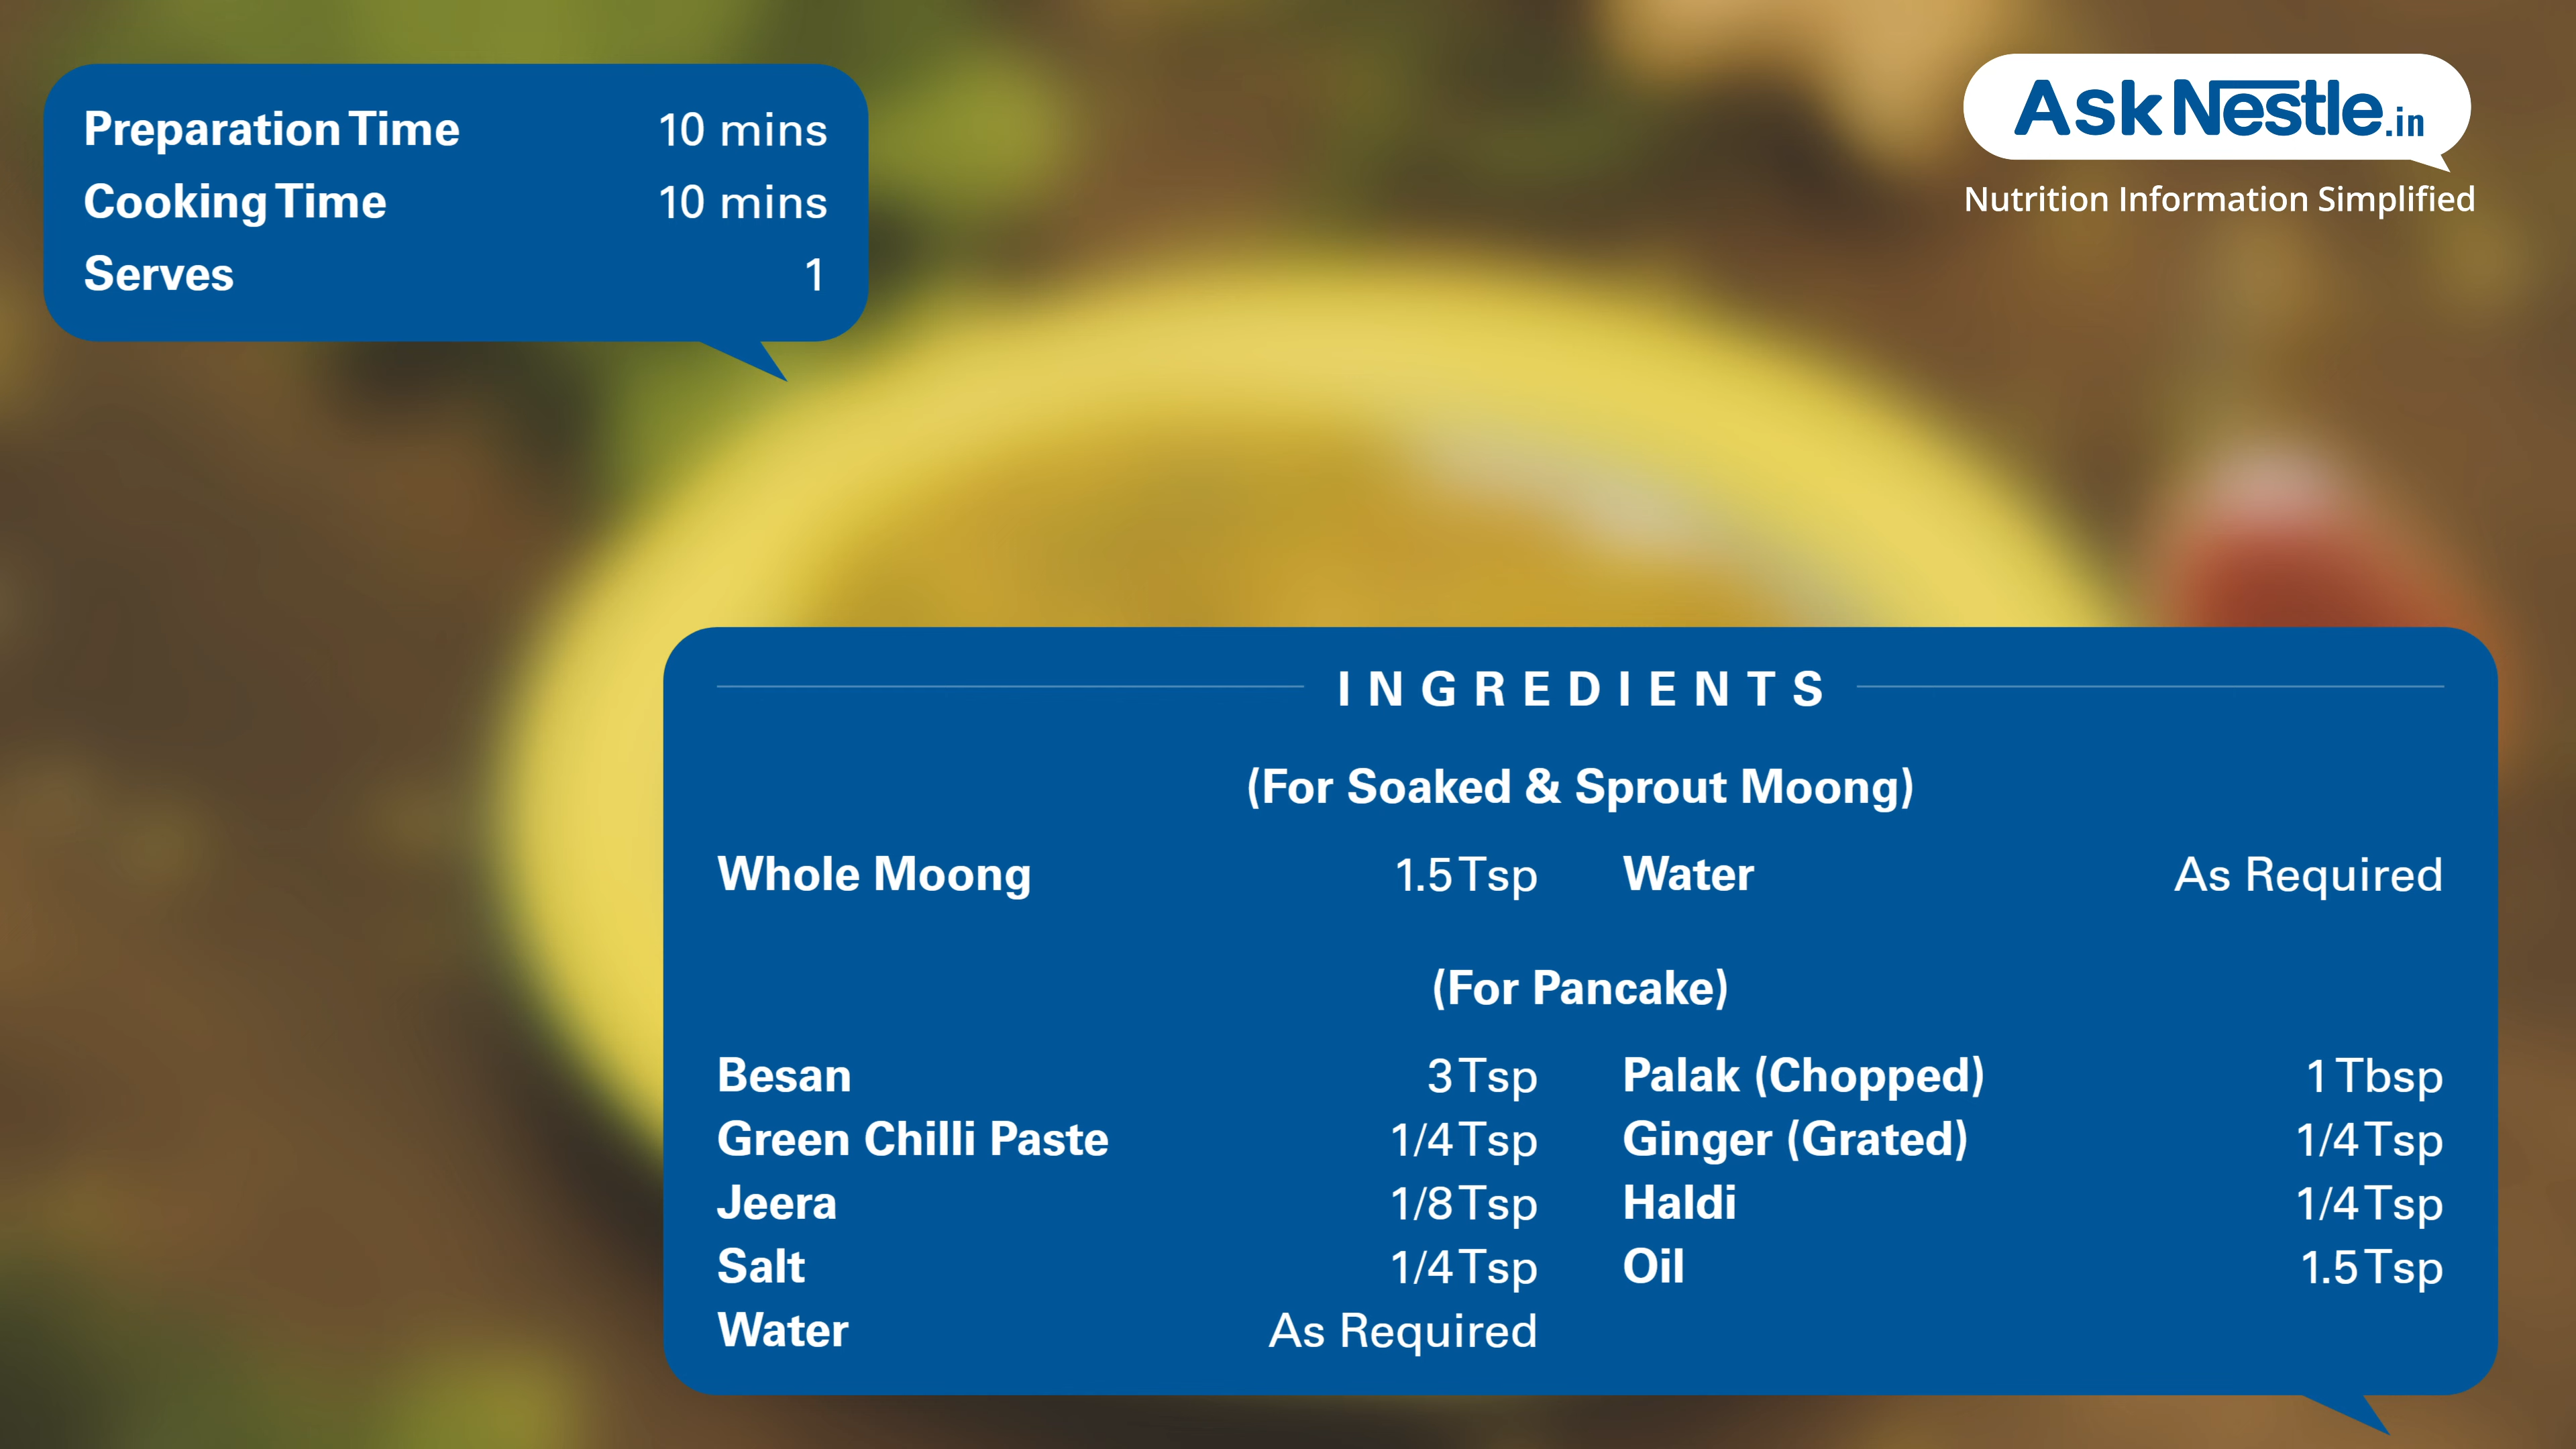 Preparation Time 10 mins
Cooking Time 10 mins
Serves 1
AskNestle.in
Nutrition Information Simplified
INGREDIENTS
(For Soaked & Sprout Moong)
Whole Moong 1.5 Tsp Water As Required
(For Pancake)
Besan 3 Tsp Palak (Chopped) 1 Tbsp
Green Chilli Paste 1/4 Tsp Ginger (Grated) 1/4 Tsp
Jeera 1/8 Tsp Haldi 1/4 Tsp
Salt 1/4 Tsp Oil 1.5 Tsp
Water As Required